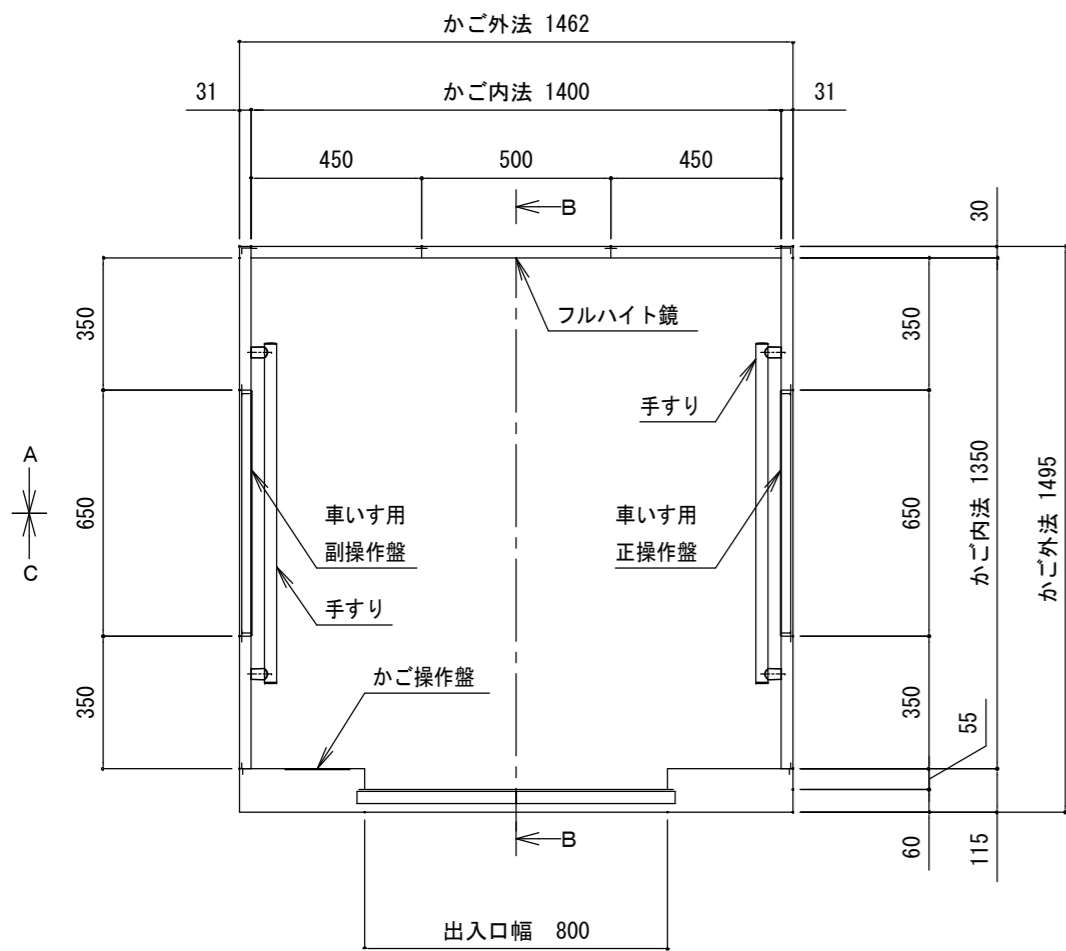 かご外法 1462
31
かご内法 1400
31
450
500
450
B
30
フルハイト鏡
350
350
手すり
A
C
650
車いす用
副操作盤
車いす用
正操作盤
650
かご内法 1350
かご外法 1495
手すり
かご操作盤
350
350
55
B
60
115
出入口幅 800